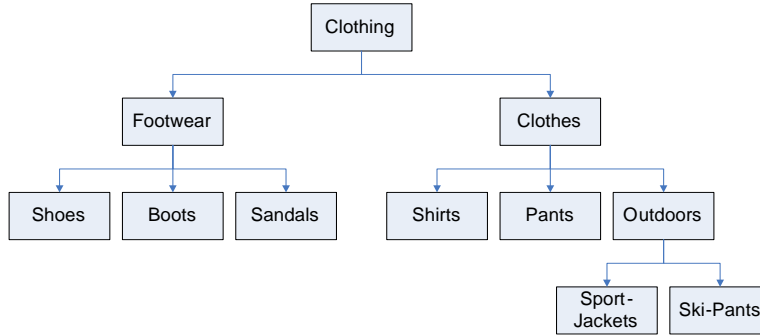 Clothing
Footwear
Clothes
Shoes
Boots
Sandals
Shirts
Pants
Outdoors
Sport-
Jackets
Ski-Pants